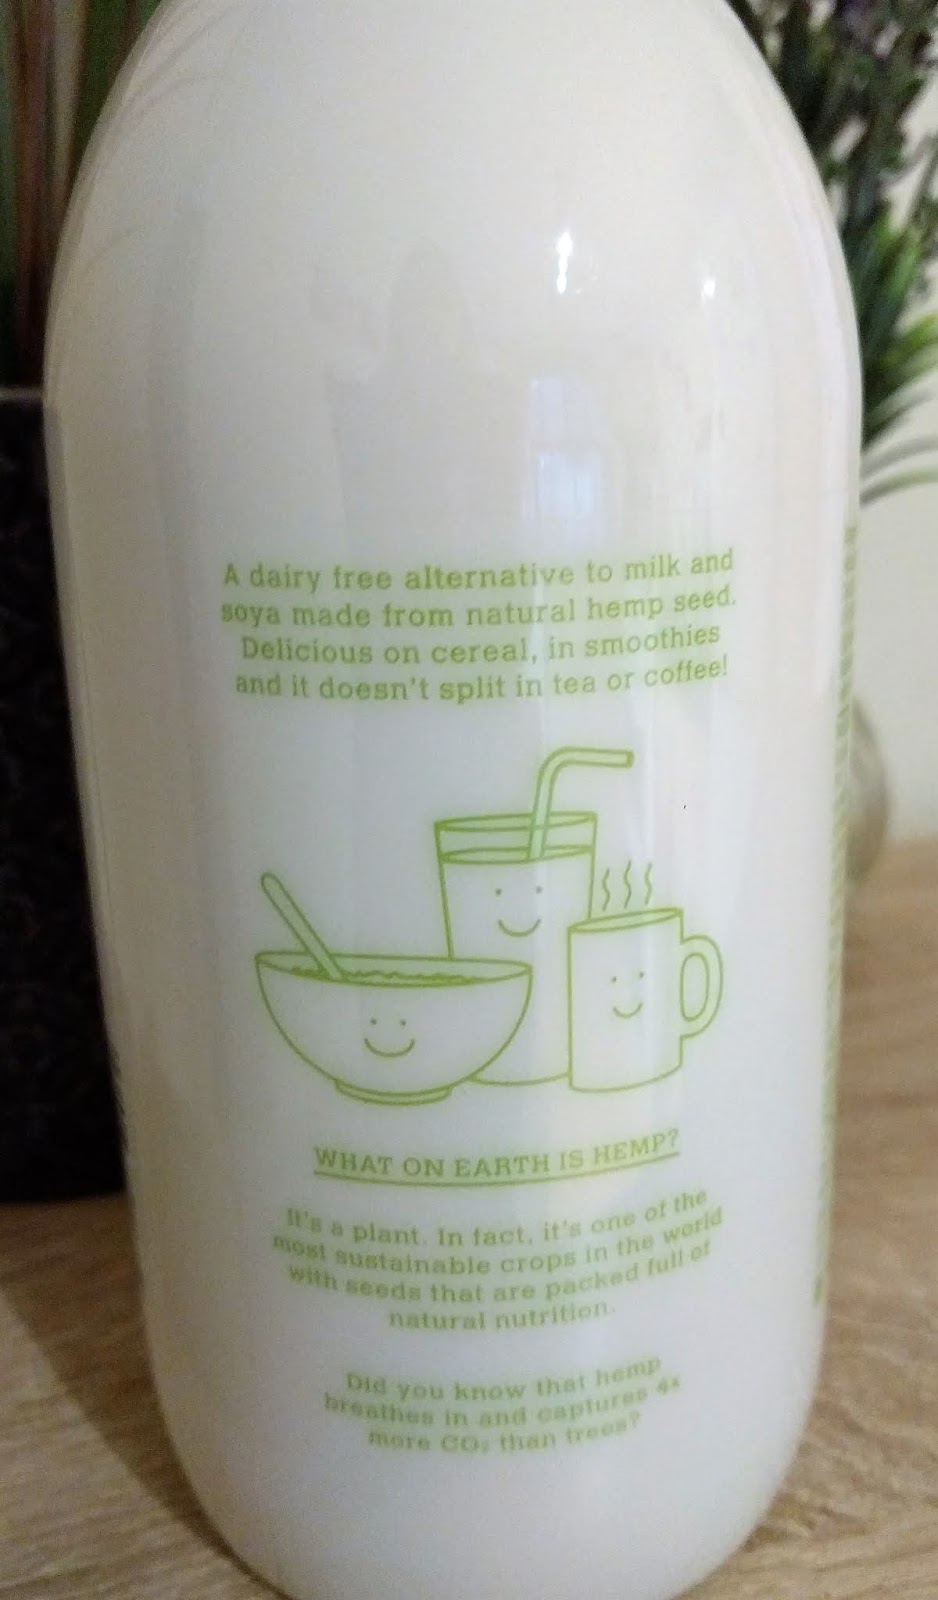 A dairy free alternative to milk and
soya made from natural hemp seed.
Delicious on cereal, in smoothies
and it doesn't split in tea or coffee!
WHAT ON EARTH IS HEMP?
It's a plant. In fact, it's one of the
most sustainable crops in the world
with seeds that are packed full of
natural nutrition.
Did you know that hemp
breathes in and captures 4x
more CO₂ than trees?